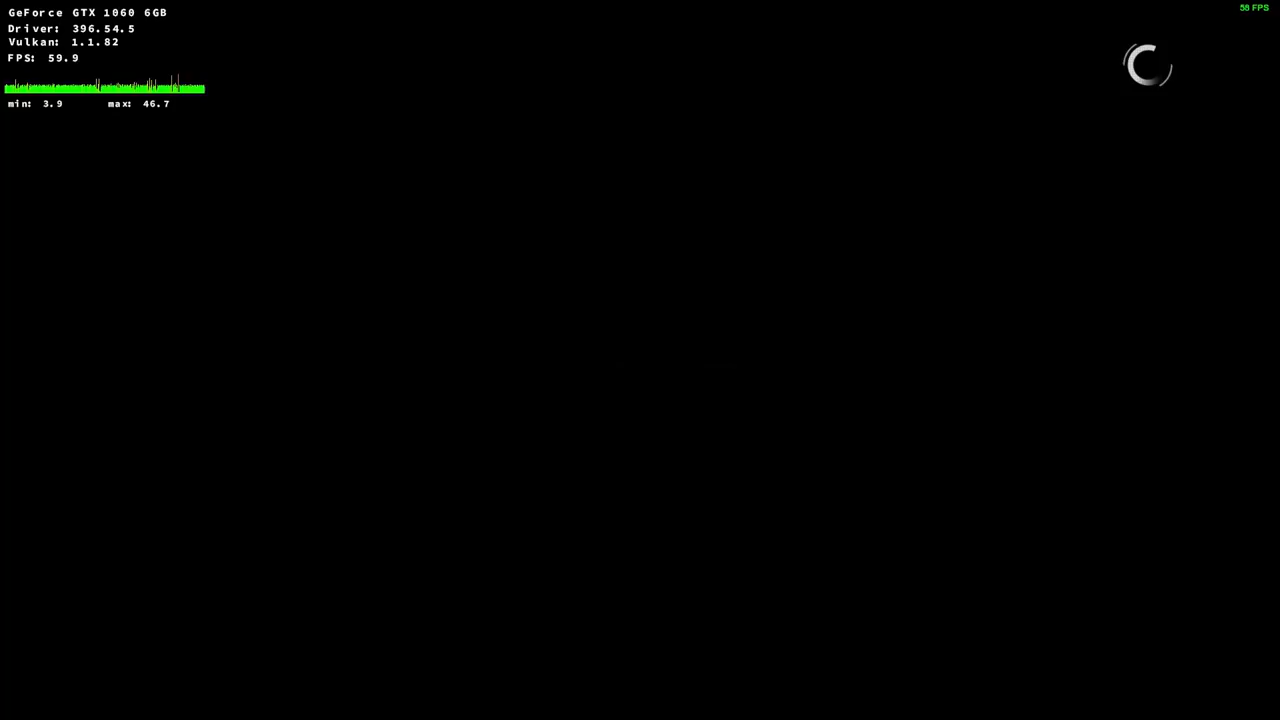 GeForce GTX 1060 6GB
58 FPS
Driver: 396.54.5
Vulkan: 1.1.82
FPS: 59.9
min: 3.9 max: 46.7